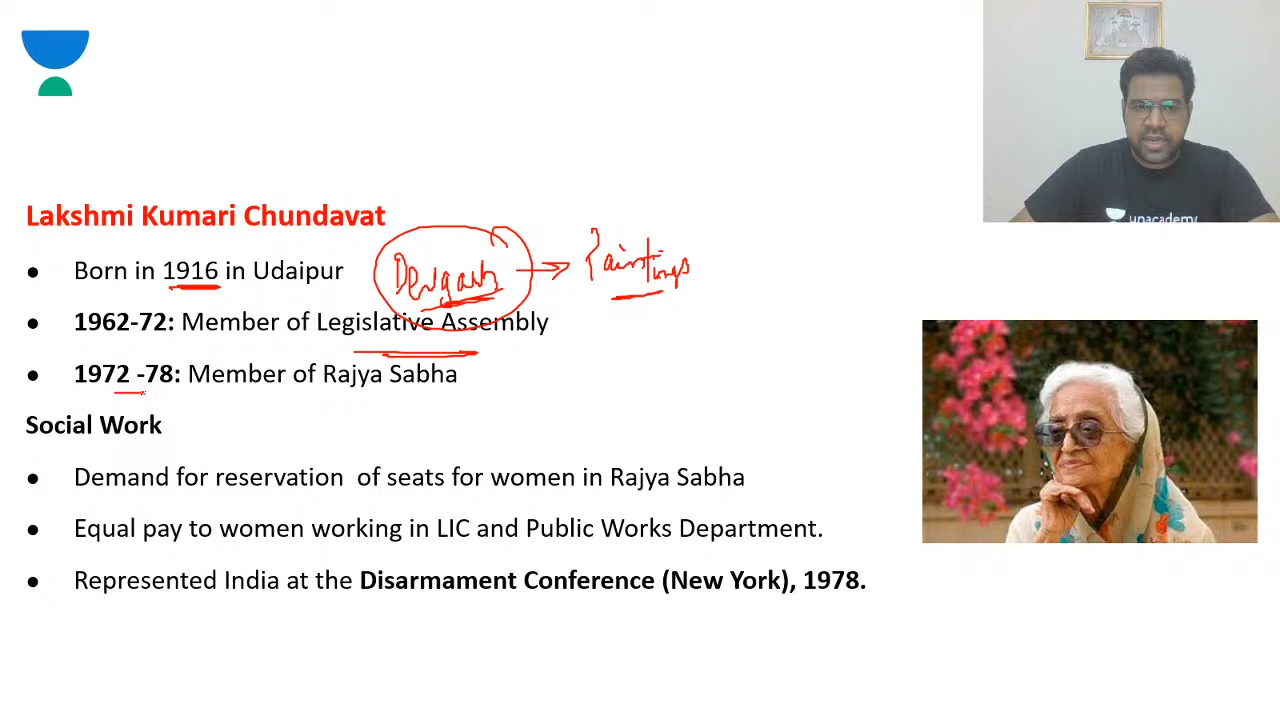 unacademy
Lakshmi Kumari Chundavat
● Born in 1916 in Udaipur
Devgarh → Paintings
● 1962-72: Member of Legislative Assembly
● 1972 -78: Member of Rajya Sabha
Social Work
● Demand for reservation of seats for women in Rajya Sabha
● Equal pay to women working in LIC and Public Works Department.
● Represented India at the Disarmament Conference (New York), 1978.